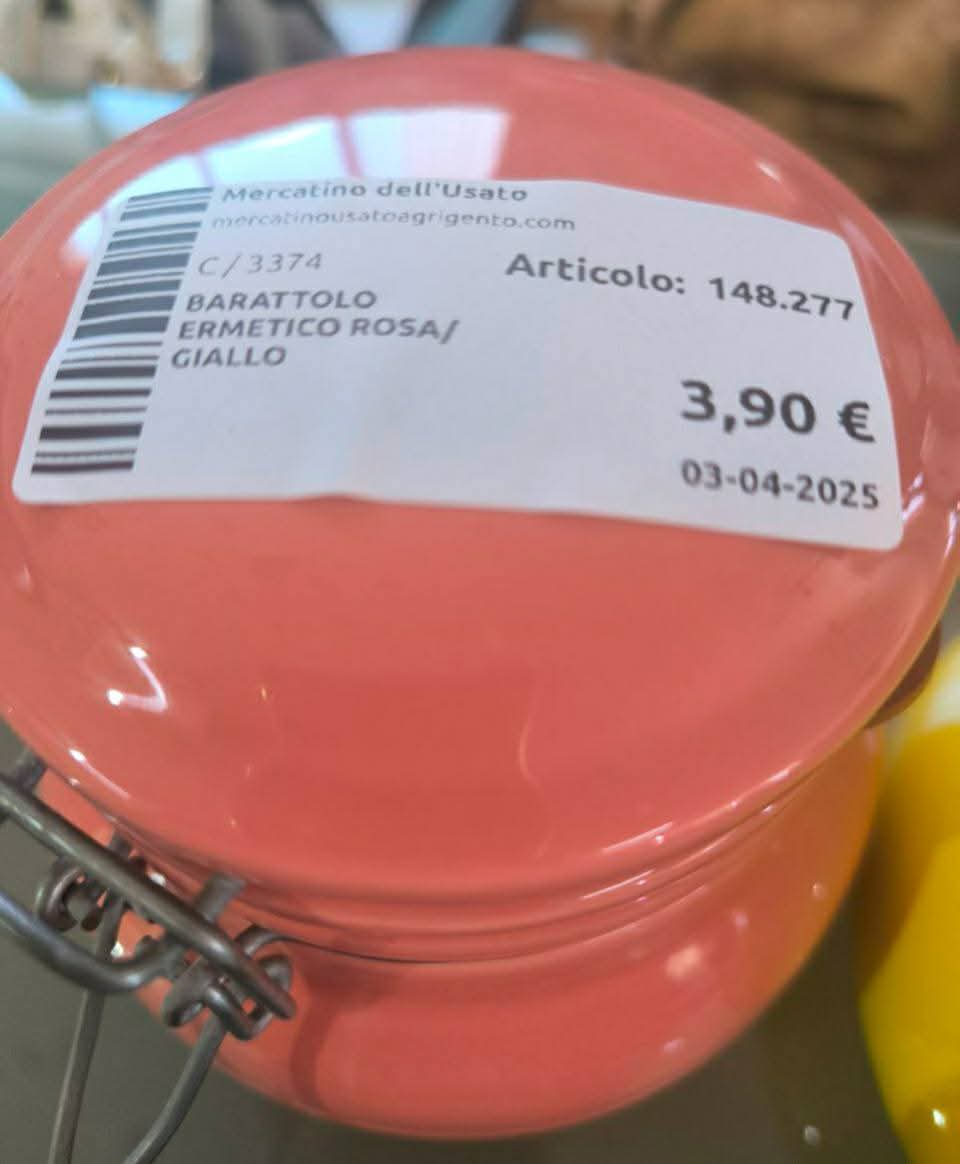 Mercatino dell'Usato
mercatinousatoagrigento.com
C/3374
Articolo: 148.277
BARATTOLO
ERMETICO ROSA/
GIALLO
3,90 €
03-04-2025